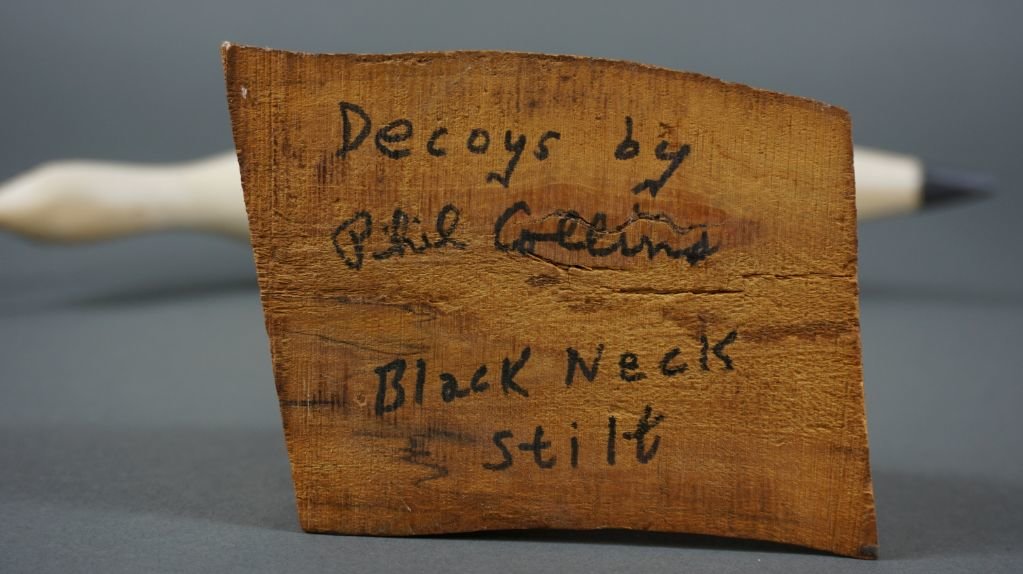 Decoys by
Phil Collins
Black Neck
Stilt